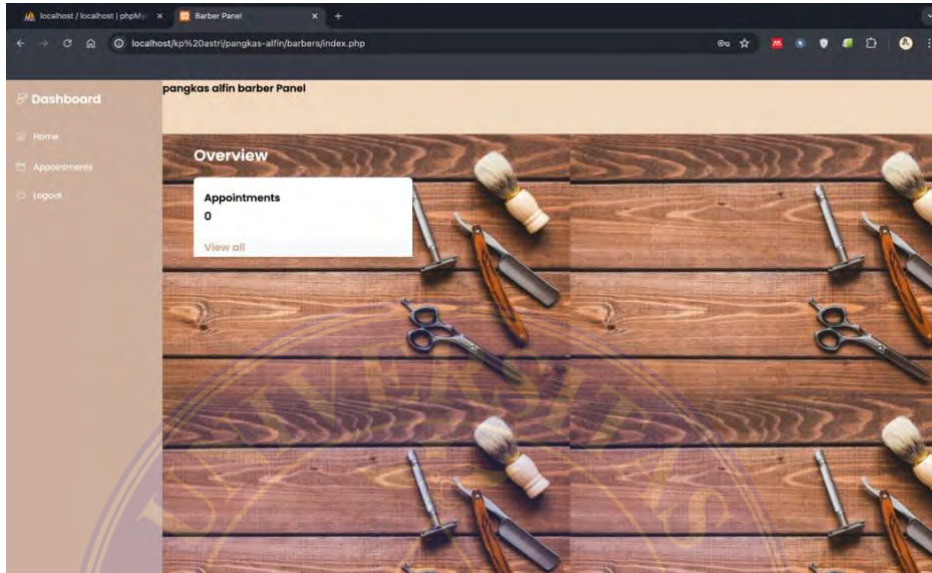 localhost / localhost | phpMy
Barber Panel
localhost/kp%20astri/pangkas-alfin/barbers/index.php
Dashboard
pangkas alfin barber Panel
Home
Appointments
Logout
Overview
Appointments
0
View all
UNIVERSITAS